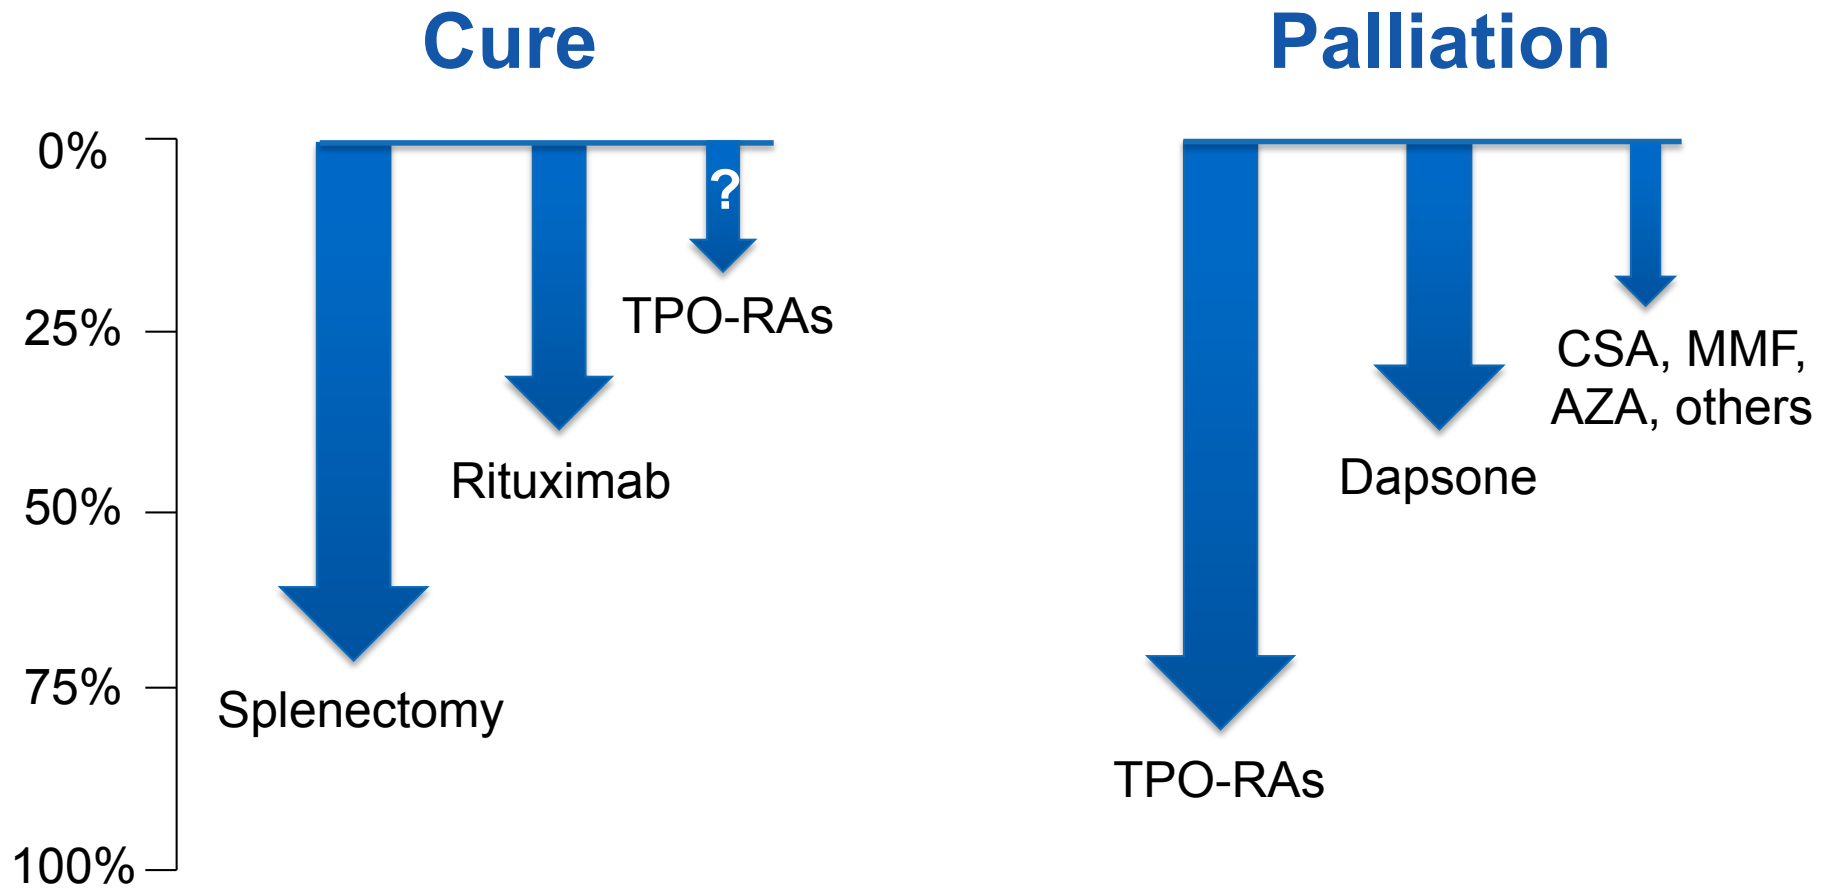 Cure
Palliation
0%
25%
50%
75%
100%
?
TPO-RAs
Rituximab
Splenectomy
CSA, MMF,
AZA, others
Dapsone
TPO-RAs